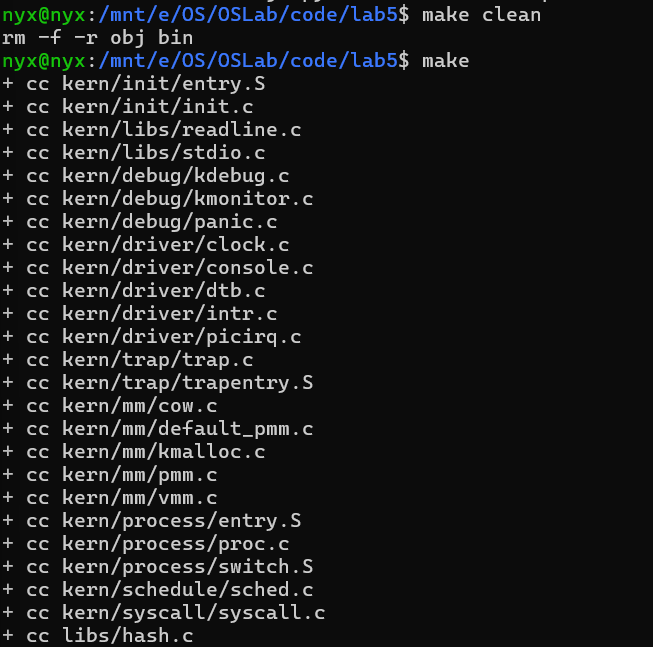 nyx@nyx:/mnt/e/OS/OSLab/code/lab5$ make clean
rm -f -r obj bin
nyx@nyx:/mnt/e/OS/OSLab/code/lab5$ make
+ cc kern/init/entry.S
+ cc kern/init/init.c
+ cc kern/libs/readline.c
+ cc kern/libs/stdio.c
+ cc kern/debug/kdebug.c
+ cc kern/debug/kmonitor.c
+ cc kern/debug/panic.c
+ cc kern/driver/clock.c
+ cc kern/driver/console.c
+ cc kern/driver/dtb.c
+ cc kern/driver/intr.c
+ cc kern/driver/picirq.c
+ cc kern/trap/trap.c
+ cc kern/trap/trapentry.S
+ cc kern/mm/cow.c
+ cc kern/mm/default_pmm.c
+ cc kern/mm/kmalloc.c
+ cc kern/mm/pmm.c
+ cc kern/mm/vmm.c
+ cc kern/process/entry.S
+ cc kern/process/proc.c
+ cc kern/process/switch.S
+ cc kern/schedule/sched.c
+ cc kern/syscall/syscall.c
+ cc libs/hash.c